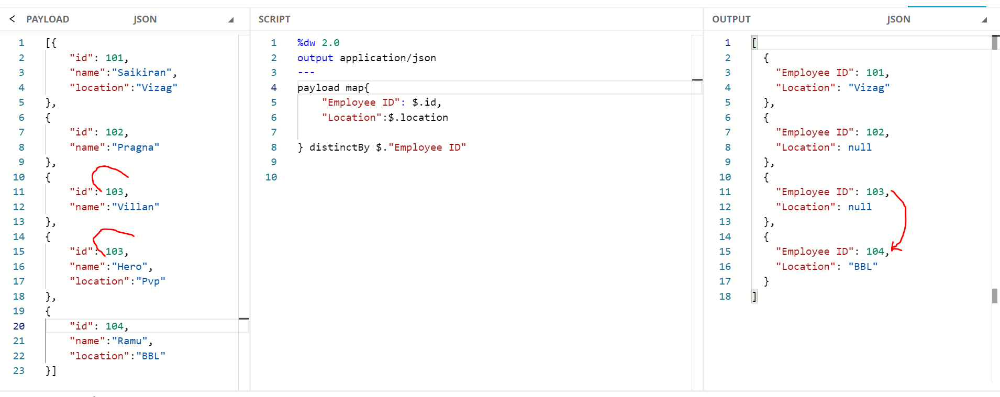 < PAYLOAD JSON
1 [{
2 "id": 101,
3 "name":"Saikiran",
4 "location":"Vizag"
5 },
6 {
7 "id": 102,
8 "name":"Pragna"
9 },
10 {
11 "id": 103,
12 "name":"Villan"
13 },
14 {
15 "id": 103,
16 "name":"Hero",
17 "location":"Pvp"
18 },
19 {
20 "id": 104,
21 "name":"Ramu",
22 "location":"BBL"
23 }]
SCRIPT
1 %dw 2.0
2 output application/json
3 ---
4 payload map{
5 "Employee ID": $.id,
6 "Location":$.location
7
8 } distinctBy $."Employee ID"
9
10
OUTPUT JSON
1 [
2 {
3 "Employee ID": 101,
4 "Location": "Vizag"
5 },
6 {
7 "Employee ID": 102,
8 "Location": null
9 },
10 {
11 "Employee ID": 103,
12 "Location": null
13 },
14 {
15 "Employee ID": 104,
16 "Location": "BBL"
17 }
18 ]